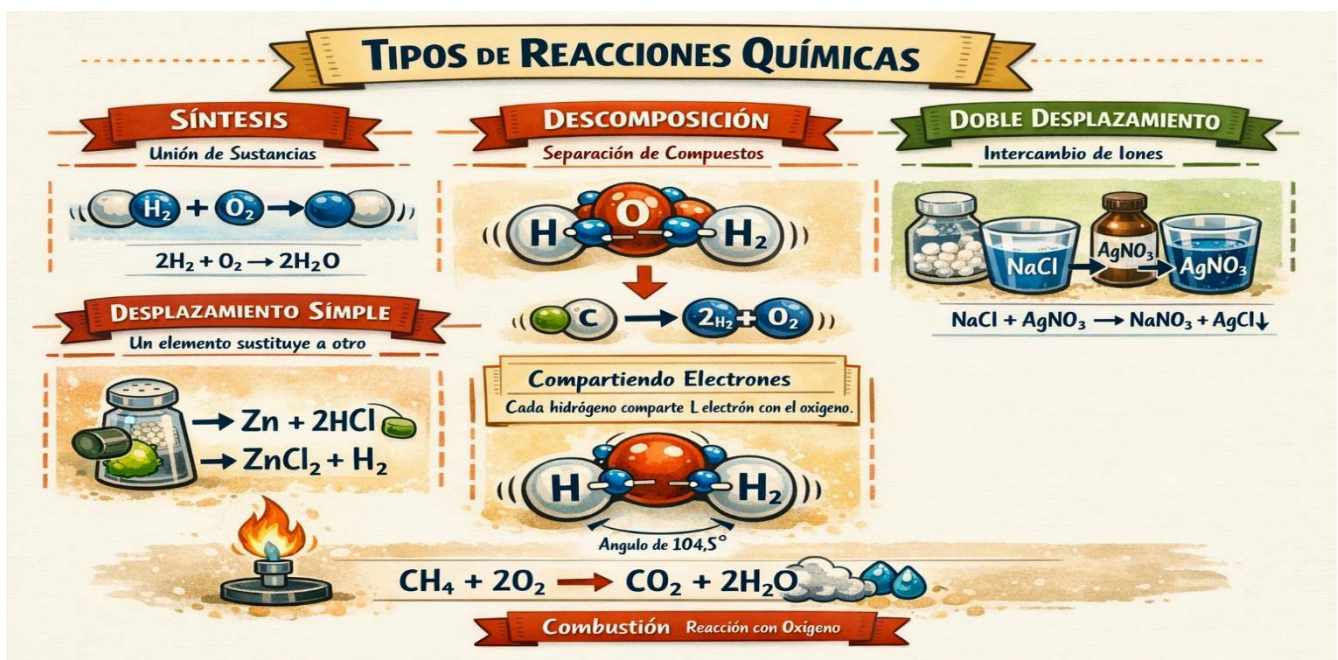 TIPOS DE REACCIONES QUÍMICAS
SÍNTESIS
Unión de Sustancias
H₂ + O₂ →
2H₂ + O₂ → 2H₂O
DESPLAZAMIENTO SÍMPLE
Un elemento sustituye a otro
→ Zn + 2HCl
→ ZnCl₂ + H₂
DESCOMPOSICIÓN
Separación de Compuestos
H O H₂
C → 2H₂ + O₂
Compartiendo Electrones
Cada hidrógeno comparte L electrón con el oxigeno.
H H₂
Angulo de 104,5°
DOBLE DESPLAZAMIENTO
Intercambio de Iones
NaCl → AgNO₃ → AgNO₃
NaCl + AgNO₃ → NaNO₃ + AgCl↓
CH₄ + 2O₂ → CO₂ + 2H₂O
Combustión Reacción con Oxígeno